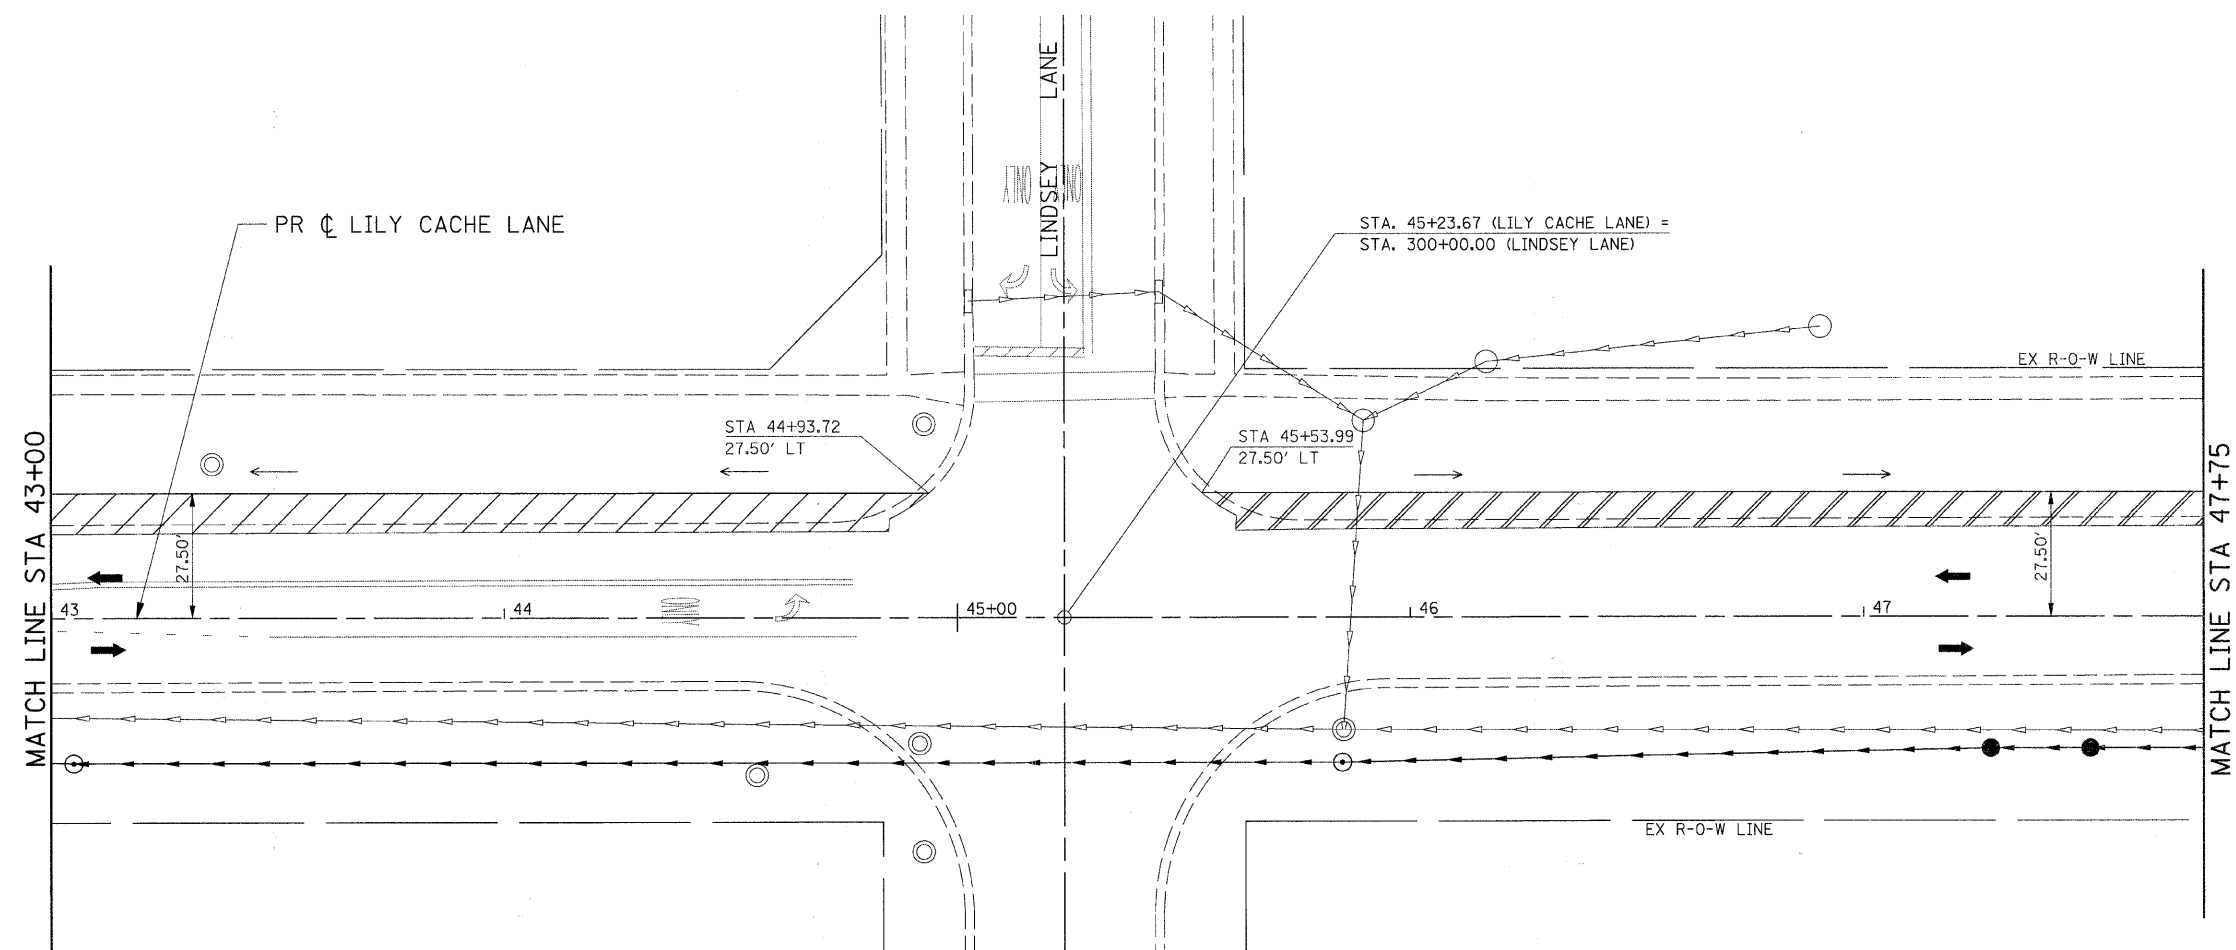 LINDSEY LANE
ONLY
ONLY
PR ℄ LILY CACHE LANE
STA. 45+23.67 (LILY CACHE LANE) =
STA. 300+00.00 (LINDSEY LANE)
EX R-O-W LINE
STA 44+93.72
27.50' LT
STA 45+53.99
27.50' LT
MATCH LINE STA 43+00
MATCH LINE STA 47+75
27.50'
27.50'
43
44
45+00
46
47
EX R-O-W LINE